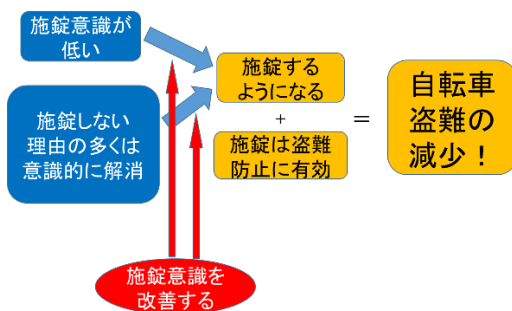 施錠意識が
低い
施錠しない
理由の多くは
意識的に解消
施錠する
ようになる
+
施錠は盗難
防止に有効
＝
自転車
盗難の
減少！
施錠意識を
改善する